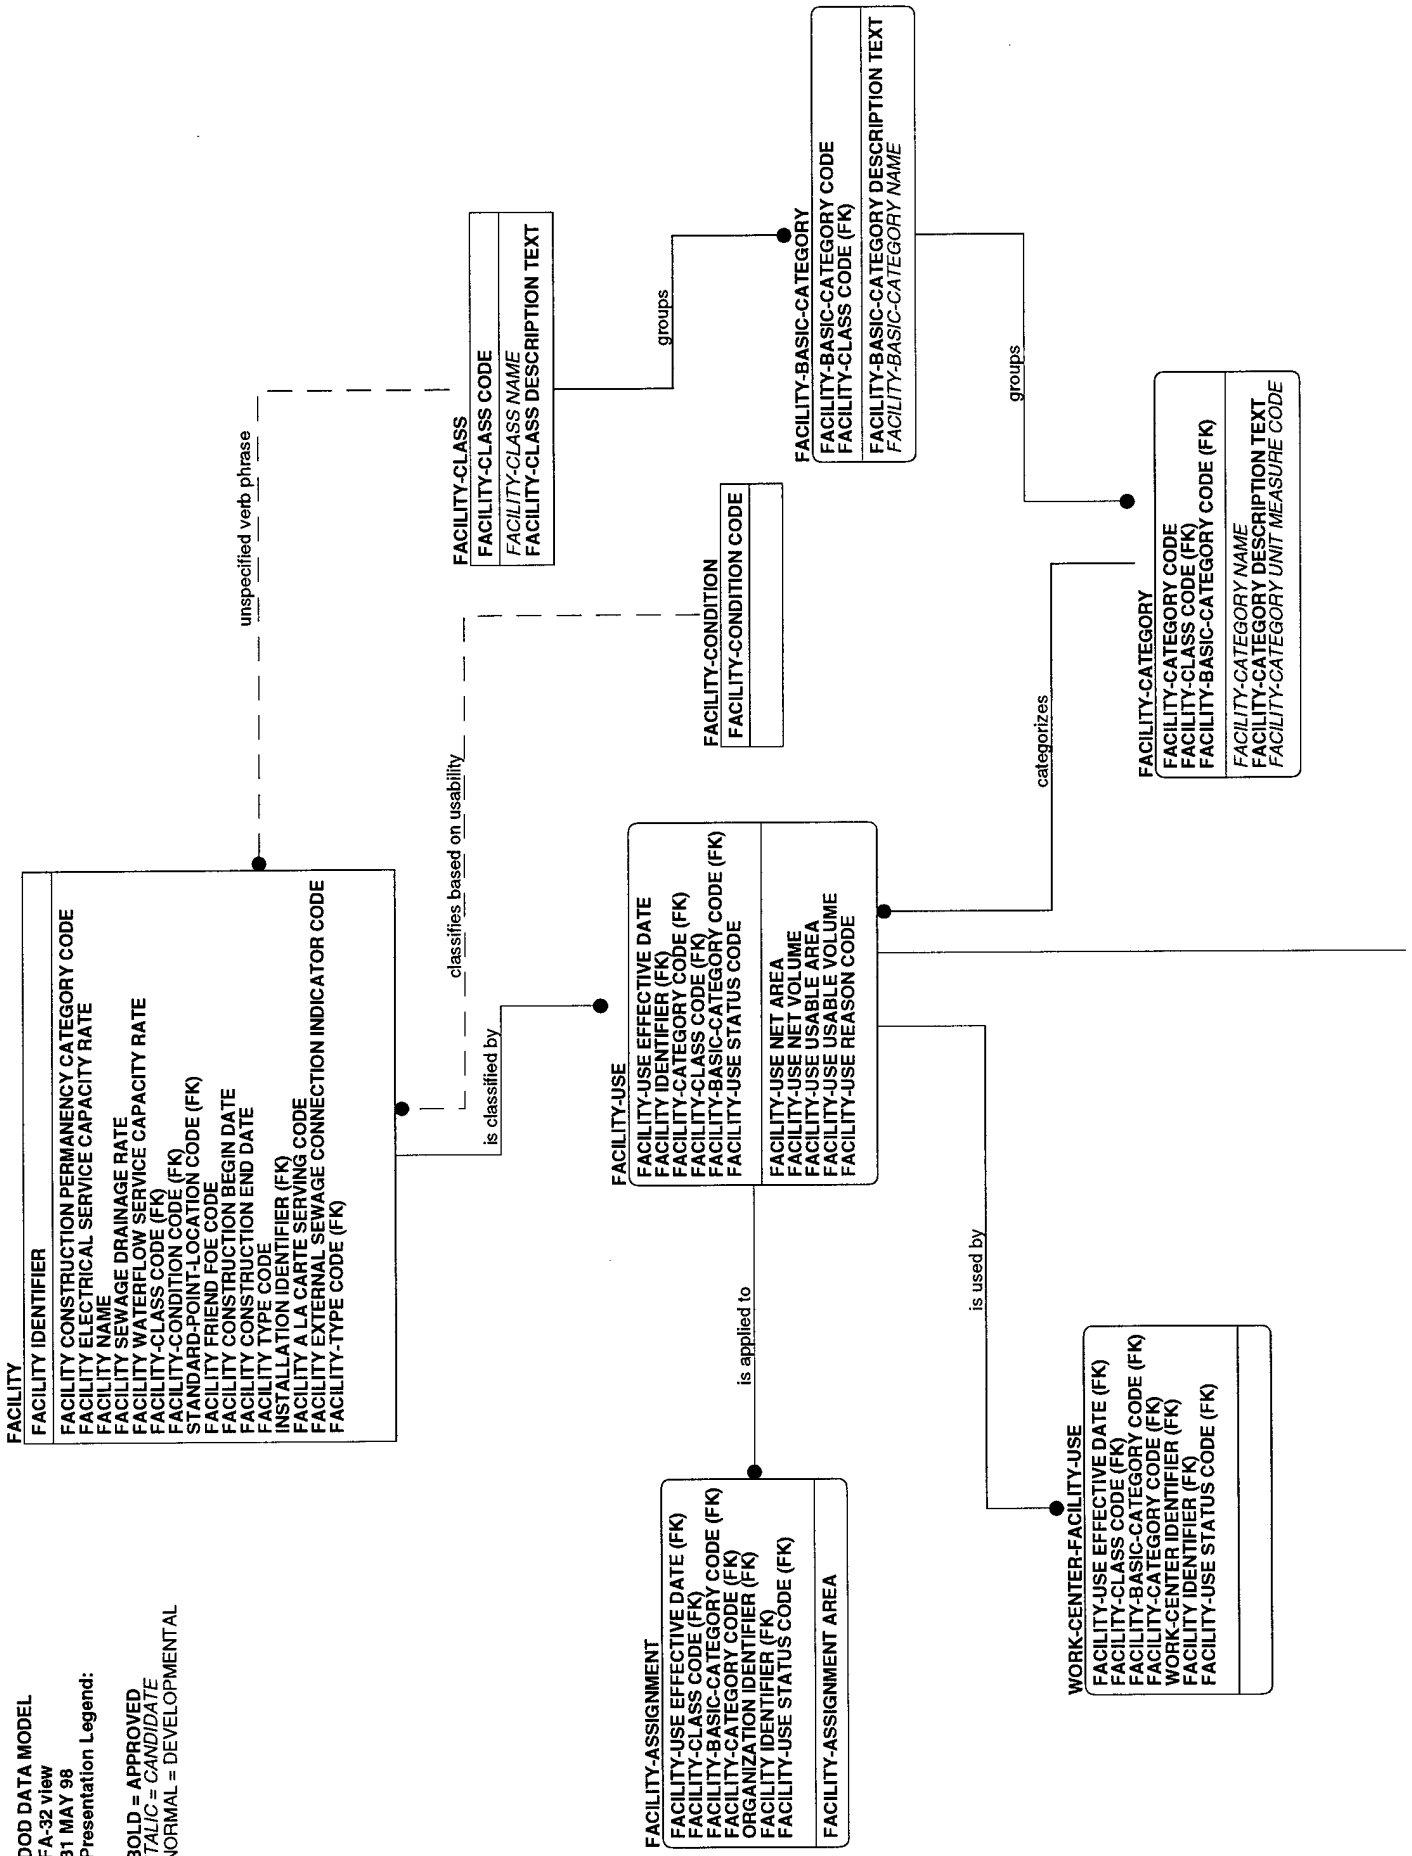 DOD DATA MODEL
FA-32 view
31 MAY 98
Presentation Legend:
BOLD = APPROVED
ITALIC = CANDIDATE
NORMAL = DEVELOPMENTAL
FACILITY
FACILITY IDENTIFIER
FACILITY CONSTRUCTION PERMANENCY CATEGORY CODE
FACILITY ELECTRICAL SERVICE CAPACITY RATE
FACILITY NAME
FACILITY SEWAGE DRAINAGE RATE
FACILITY WATERFLOW SERVICE CAPACITY RATE
FACILITY-CLASS CODE (FK)
FACILITY-CONDITION CODE (FK)
STANDARD-POINT-LOCATION CODE (FK)
FACILITY FRIEND FOE CODE
FACILITY CONSTRUCTION BEGIN DATE
FACILITY CONSTRUCTION END DATE
FACILITY TYPE CODE
INSTALLATION IDENTIFIER (FK)
FACILITY A LA CARTE SERVING CODE
FACILITY EXTERNAL SEWAGE CONNECTION INDICATOR CODE
FACILITY-TYPE CODE (FK)
unspecified verb phrase
classifies based on usability
is classified by
FACILITY-CLASS
FACILITY-CLASS CODE
FACILITY-CLASS NAME
FACILITY-CLASS DESCRIPTION TEXT
groups
FACILITY-CONDITION
FACILITY-CONDITION CODE
FACILITY-BASIC-CATEGORY
FACILITY-BASIC-CATEGORY CODE
FACILITY-CLASS CODE (FK)
FACILITY-BASIC-CATEGORY DESCRIPTION TEXT
FACILITY-BASIC-CATEGORY NAME
groups
FACILITY-USE
FACILITY-USE EFFECTIVE DATE
FACILITY IDENTIFIER (FK)
FACILITY-CATEGORY CODE (FK)
FACILITY-CLASS CODE (FK)
FACILITY-BASIC-CATEGORY CODE (FK)
FACILITY-USE STATUS CODE
FACILITY-USE NET AREA
FACILITY-USE NET VOLUME
FACILITY-USE USABLE AREA
FACILITY-USE USABLE VOLUME
FACILITY-USE REASON CODE
categorizes
FACILITY-CATEGORY
FACILITY-CATEGORY CODE
FACILITY-CLASS CODE (FK)
FACILITY-BASIC-CATEGORY CODE (FK)
FACILITY-CATEGORY NAME
FACILITY-CATEGORY DESCRIPTION TEXT
FACILITY-CATEGORY UNIT MEASURE CODE
is applied to
FACILITY-ASSIGNMENT
FACILITY-USE EFFECTIVE DATE (FK)
FACILITY-CLASS CODE (FK)
FACILITY-BASIC-CATEGORY CODE (FK)
FACILITY-CATEGORY CODE (FK)
ORGANIZATION IDENTIFIER (FK)
FACILITY IDENTIFIER (FK)
FACILITY-USE STATUS CODE (FK)
FACILITY-ASSIGNMENT AREA
is used by
WORK-CENTER-FACILITY-USE
FACILITY-USE EFFECTIVE DATE (FK)
FACILITY-CLASS CODE (FK)
FACILITY-BASIC-CATEGORY CODE (FK)
FACILITY-CATEGORY CODE (FK)
WORK-CENTER IDENTIFIER (FK)
FACILITY IDENTIFIER (FK)
FACILITY-USE STATUS CODE (FK)